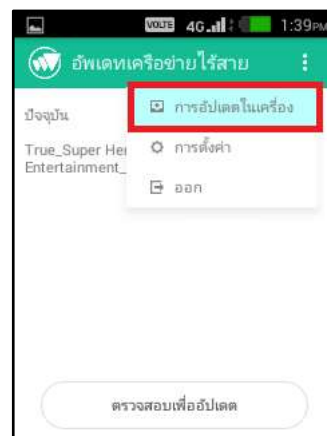 VOLTE 4G 1:39PM
อัพเดทเครือข่ายไร้สาย
ปัจจุบัน
การอัปเดตในเครื่อง
True_Super Her
Entertainment_
การตั้งค่า
ออก
ตรวจสอบเพื่ออัปเดต